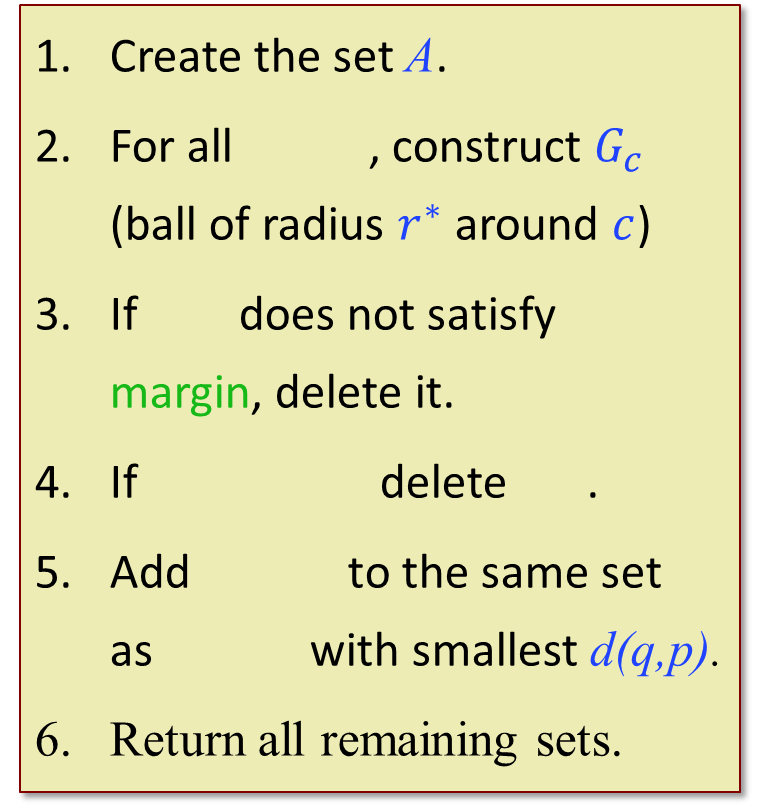 1. Create the set A.
2. For all , construct G_c
(ball of radius r* around c)
3. If does not satisfy
margin, delete it.
4. If delete .
5. Add to the same set
as with smallest d(q,p).
6. Return all remaining sets.